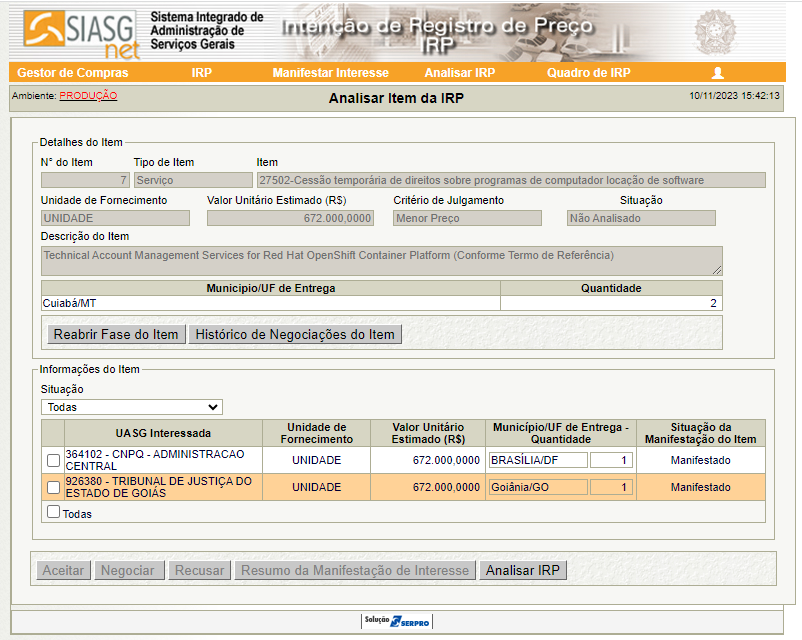 SIASG
net
Sistema Integrado de
Administração de
Serviços Gerais
Intenção de Registro de Preço
IRP
Gestor de Compras IRP Manifestar Interesse Analisar IRP Quadro de IRP
Ambiente: PRODUÇÃO Analisar Item da IRP 10/11/2023 15:42:13
Detalhes do Item
N° do Item Tipo de Item Item
7 Serviço 27502-Cessão temporária de direitos sobre programas de computador locação de software
Unidade de Fornecimento Valor Unitário Estimado (R$) Critério de Julgamento Situação
UNIDADE 672.000,0000 Menor Preço Não Analisado
Descrição do Item
Technical Account Management Services for Red Hat OpenShift Container Platform (Conforme Termo de Referência)
Município/UF de Entrega Quantidade
Cuiabá/MT 2
Reabrir Fase do Item Histórico de Negociações do Item
Informações do Item
Situação
Todas
UASG Interessada Unidade de Fornecimento Valor Unitário Estimado (R$) Município/UF de Entrega - Quantidade Situação da Manifestação do Item
364102 - CNPQ - ADMINISTRACAO
CENTRAL UNIDADE 672.000,0000 BRASÍLIA/DF 1 Manifestado
926380 - TRIBUNAL DE JUSTIÇA DO
ESTADO DE GOIÁS UNIDADE 672.000,0000 Goiânia/GO 1 Manifestado
Todas
Aceitar Negociar Recusar Resumo da Manifestação de Interesse Analisar IRP
Solução SERPRO